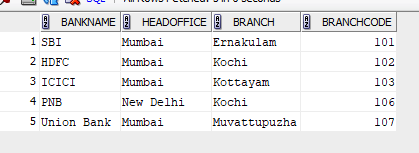 BANKNAME HEADOFFICE BRANCH BRANCHCODE
1 SBI Mumbai Ernakulam 101
2 HDFC Mumbai Kochi 102
3 ICICI Mumbai Kottayam 103
4 PNB New Delhi Kochi 106
5 Union Bank Mumbai Muvattupuzha 107